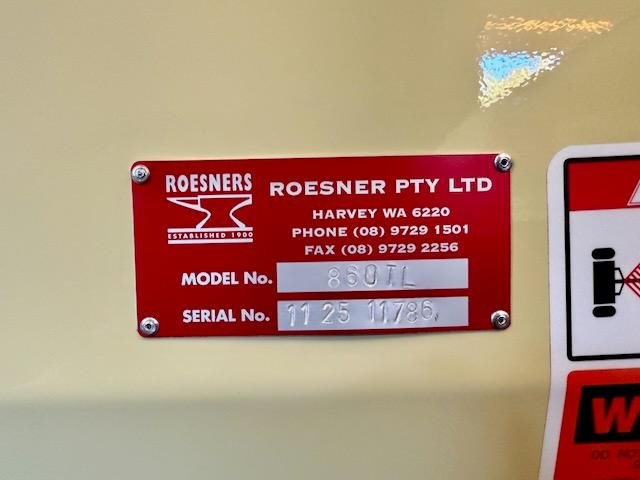 ROESNERS
ESTABLISHED 1900
ROESNER PTY LTD
HARVEY WA 6220
PHONE (08) 9729 1501
FAX (08) 9729 2256
MODEL No. 860TL
SERIAL No. 11 25 11786
W
DO